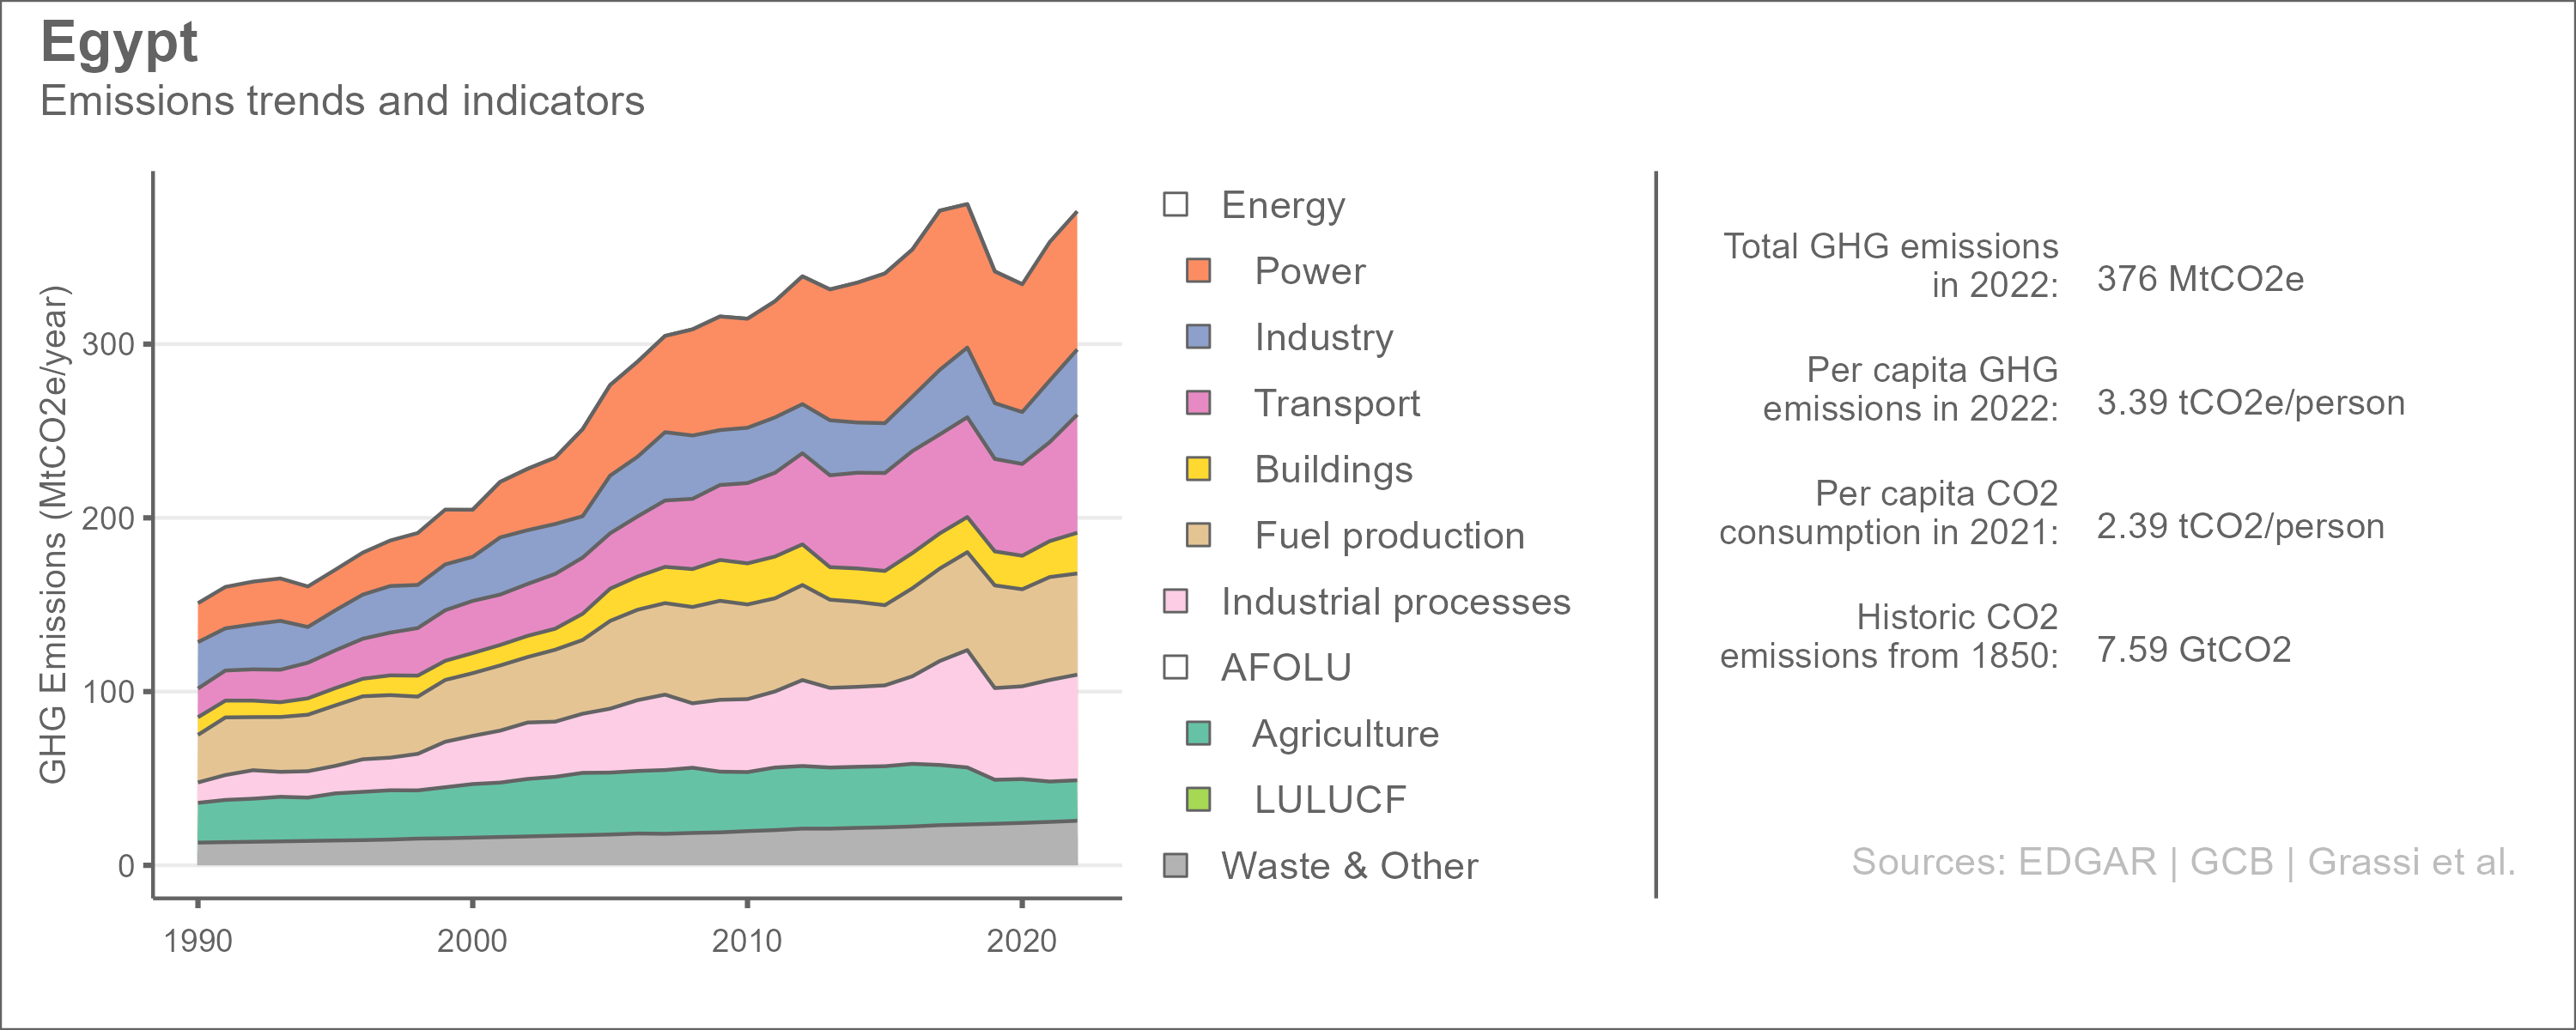 Egypt
Emissions trends and indicators
GHG Emissions (MtCO2e/year)
300
200
100
0
1990
2000
2010
2020
Energy
Power
Industry
Transport
Buildings
Fuel production
Industrial processes
AFOLU
Agriculture
LULUCF
Waste & Other
Total GHG emissions
in 2022:
376 MtCO2e
Per capita GHG
emissions in 2022:
3.39 tCO2e/person
Per capita CO2
consumption in 2021:
2.39 tCO2/person
Historic CO2
emissions from 1850:
7.59 GtCO2
Sources: EDGAR | GCB | Grassi et al.